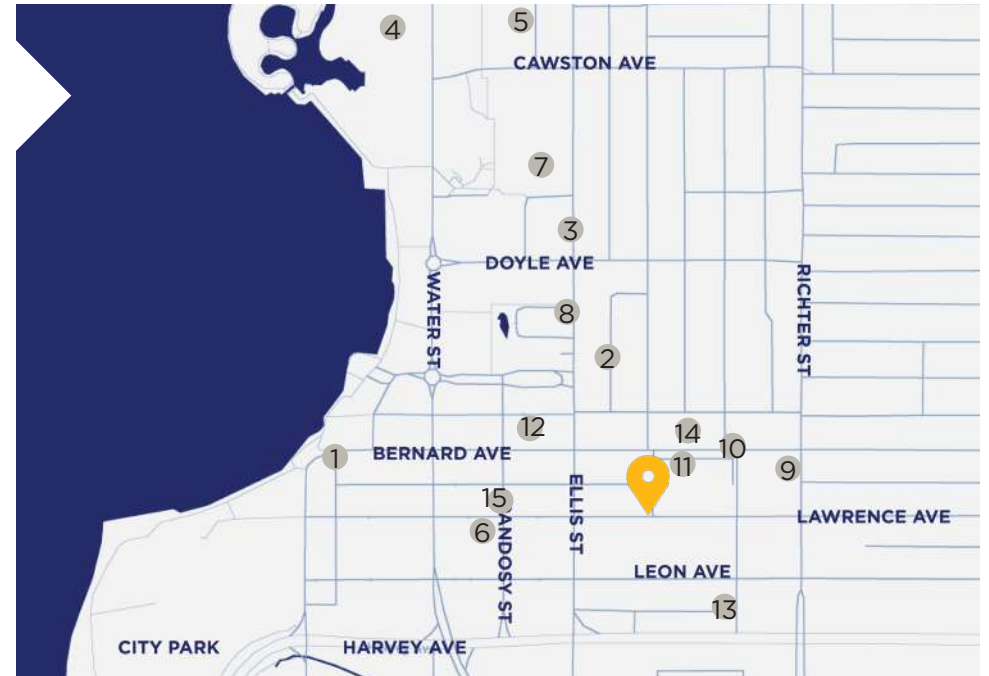 5
4
CAWSTON AVE
7
3
DOYLE AVE
WATER ST
RICHTER ST
8
2
12
14
10
1
BERNARD AVE
11
9
15
ELLIS ST
ANDOSY ST
6
LAWRENCE AVE
LEON AVE
13
CITY PARK
HARVEY AVE